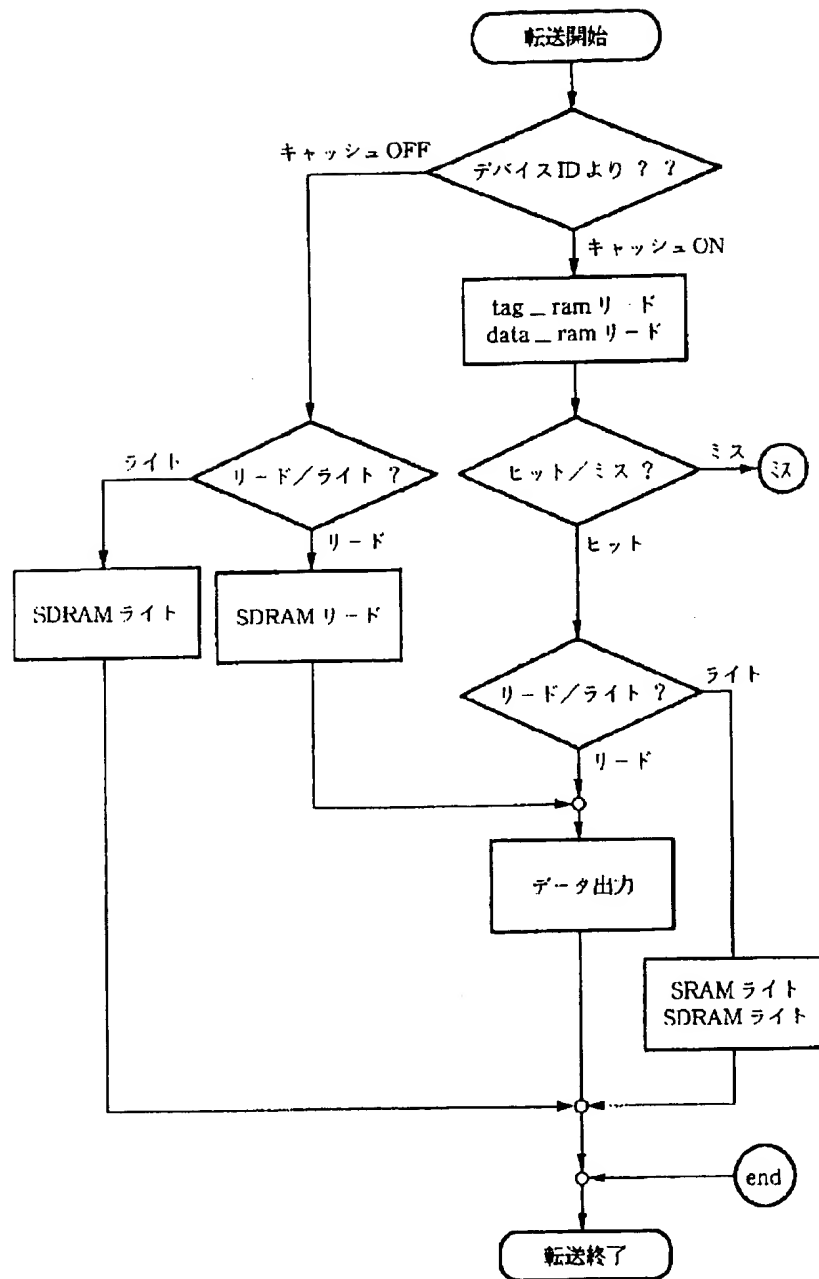 転送開始
キャッシュOFF
デバイスIDより??
キャッシュON
tag_ramリード
data_ramリード
ライト
リード/ライト?
ヒット/ミス?
ミス
ミス
リード
ヒット
SDRAMライト
SDRAMリード
リード/ライト?
ライト
リード
データ出力
SRAMライト
SDRAMライト
end
転送終了